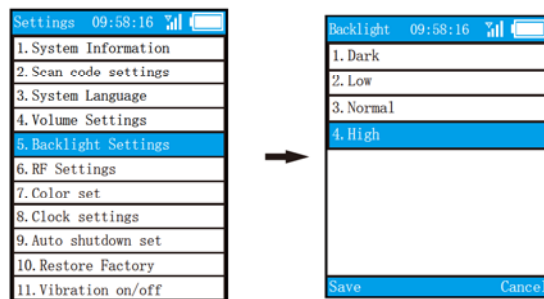 Settings 09:58:16
1. System Information
2. Scan code settings
3. System Language
4. Volume Settings
5. Backlight Settings
6. RF Settings
7. Color set
8. Clock settings
9. Auto shutdown set
10. Restore Factory
11. Vibration on/off
Backlight 09:58:16
1. Dark
2. Low
3. Normal
4. High
Save Cancel